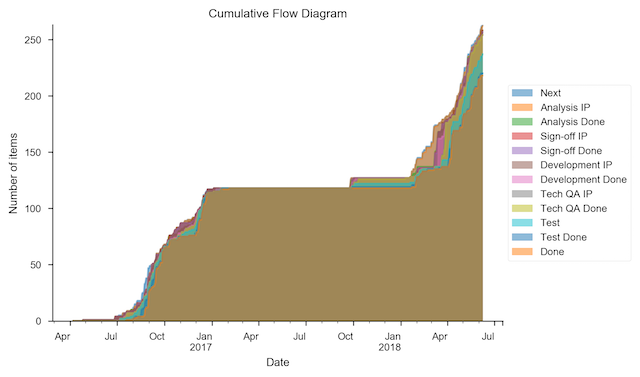 Cumulative Flow Diagram
Number of items
250
200
150
100
50
0
Apr Jul Oct Jan Apr Jul Oct Jan Apr Jul
2017 2018
Date
Next
Analysis IP
Analysis Done
Sign-off IP
Sign-off Done
Development IP
Development Done
Tech QA IP
Tech QA Done
Test
Test Done
Done